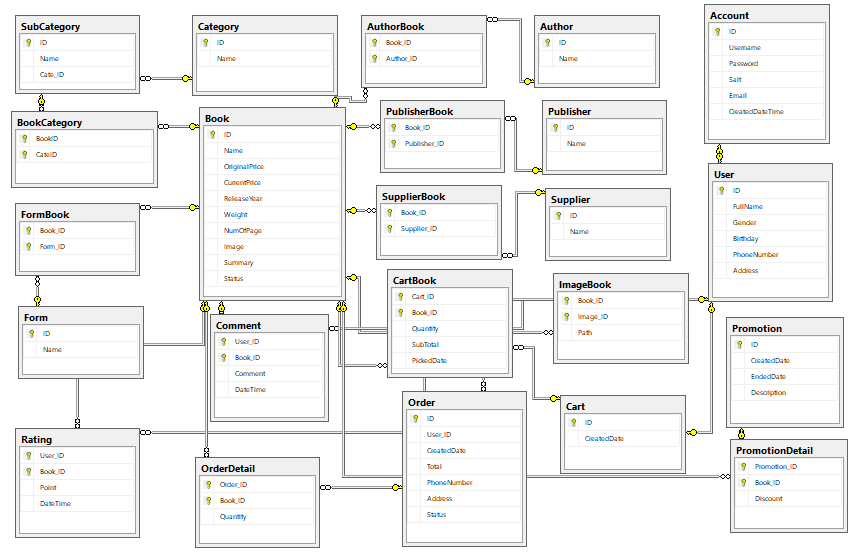 SubCategory
ID
Name
Cate_ID
Category
ID
Name
AuthorBook
Book_ID
Author_ID
Author
ID
Name
Account
ID
Username
Password
Salt
Email
CreatedDateTime
BookCategory
BookID
CateID
Book
ID
Name
OriginalPrice
CurrentPrice
ReleaseYear
Weight
NumOfPage
Image
Summary
Status
PublisherBook
Book_ID
Publisher_ID
Publisher
ID
Name
User
ID
FullName
Gender
Birthday
PhoneNumber
Address
FormBook
Book_ID
Form_ID
SupplierBook
Book_ID
Supplier_ID
Supplier
ID
Name
CartBook
Cart_ID
Book_ID
Quantity
SubTotal
PickedDate
ImageBook
Book_ID
Image_ID
Path
Form
ID
Name
Comment
User_ID
Book_ID
Comment
DateTime
Promotion
ID
CreatedDate
EndedDate
Description
Order
ID
User_ID
CreatedDate
Total
PhoneNumber
Address
Status
Cart
ID
CreatedDate
Rating
User_ID
Book_ID
Point
DateTime
OrderDetail
Order_ID
Book_ID
Quantity
PromotionDetail
Promotion_ID
Book_ID
Discount